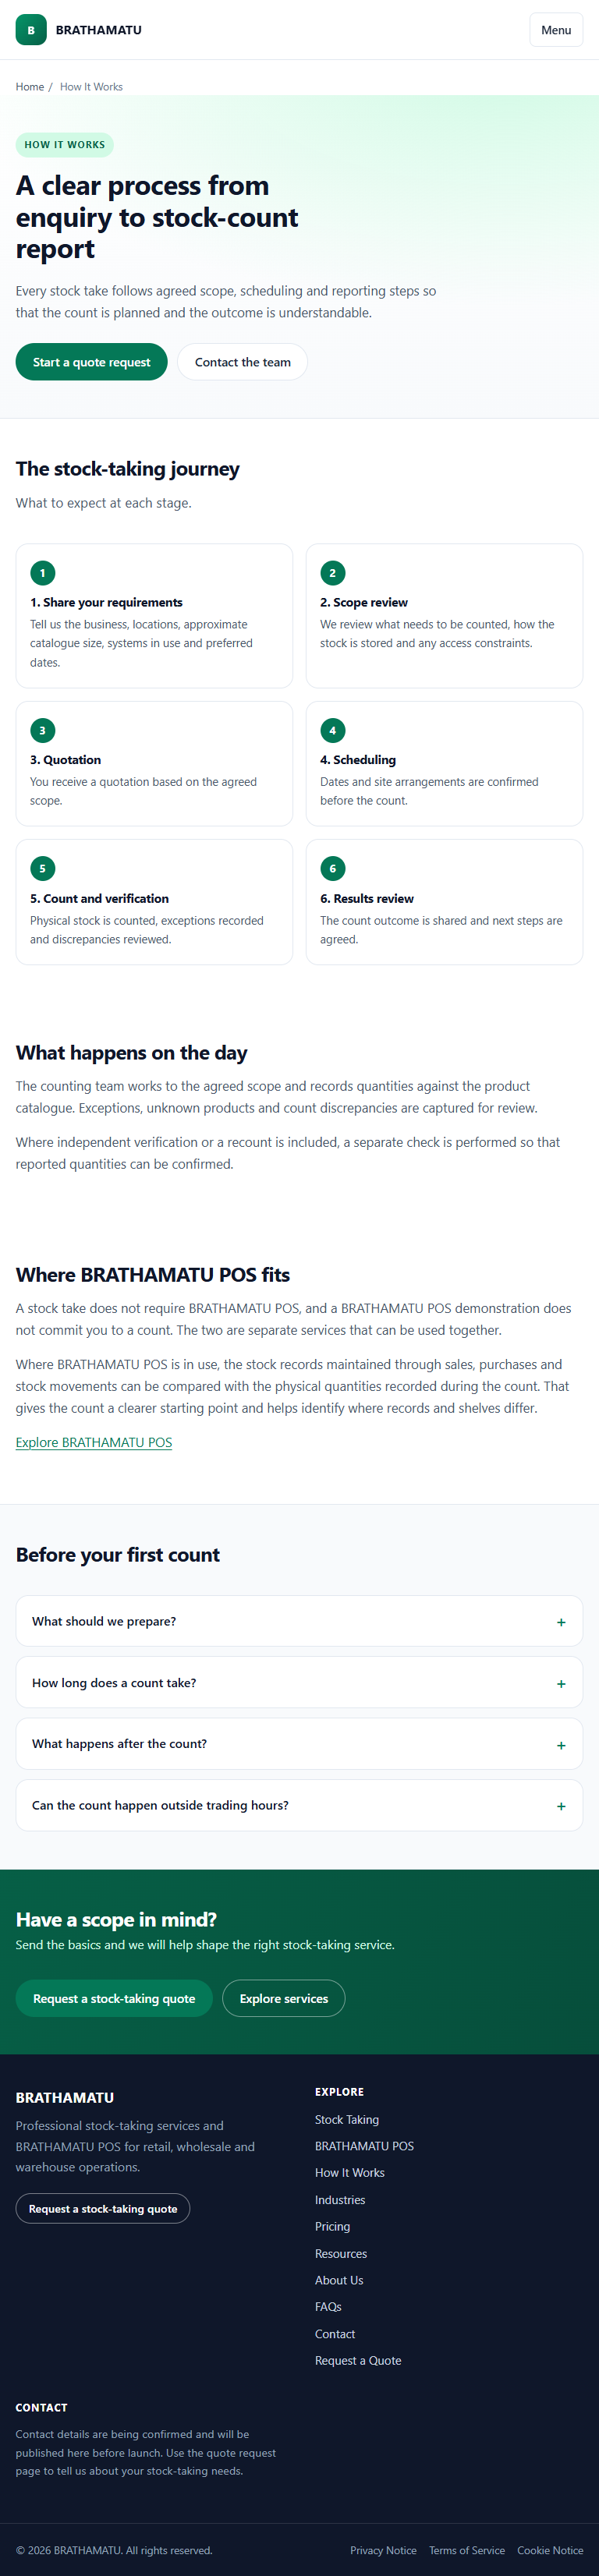 B BRATHAMATU Menu
Home / How It Works
HOW IT WORKS
A clear process from
enquiry to stock-count
report
Every stock take follows agreed scope, scheduling and reporting steps so
that the count is planned and the outcome is understandable.
Start a quote request Contact the team
The stock-taking journey
What to expect at each stage.
1
1. Share your requirements
Tell us the business, locations, approximate
catalogue size, systems in use and preferred
dates.
2
2. Scope review
We review what needs to be counted, how the
stock is stored and any access constraints.
3
3. Quotation
You receive a quotation based on the agreed
scope.
4
4. Scheduling
Dates and site arrangements are confirmed
before the count.
5
5. Count and verification
Physical stock is counted, exceptions recorded
and discrepancies reviewed.
6
6. Results review
The count outcome is shared and next steps are
agreed.
What happens on the day
The counting team works to the agreed scope and records quantities against the product
catalogue. Exceptions, unknown products and count discrepancies are captured for review.
Where independent verification or a recount is included, a separate check is performed so that
reported quantities can be confirmed.
Where BRATHAMATU POS fits
A stock take does not require BRATHAMATU POS, and a BRATHAMATU POS demonstration does
not commit you to a count. The two are separate services that can be used together.
Where BRATHAMATU POS is in use, the stock records maintained through sales, purchases and
stock movements can be compared with the physical quantities recorded during the count. That
gives the count a clearer starting point and helps identify where records and shelves differ.
Explore BRATHAMATU POS
Before your first count
What should we prepare? +
How long does a count take? +
What happens after the count? +
Can the count happen outside trading hours? +
Have a scope in mind?
Send the basics and we will help shape the right stock-taking service.
Request a stock-taking quote Explore services
BRATHAMATU
Professional stock-taking services and
BRATHAMATU POS for retail, wholesale and
warehouse operations.
Request a stock-taking quote
EXPLORE
Stock Taking
BRATHAMATU POS
How It Works
Industries
Pricing
Resources
About Us
FAQs
Contact
Request a Quote
CONTACT
Contact details are being confirmed and will be
published here before launch. Use the quote request
page to tell us about your stock-taking needs.
© 2026 BRATHAMATU. All rights reserved. Privacy Notice Terms of Service Cookie Notice